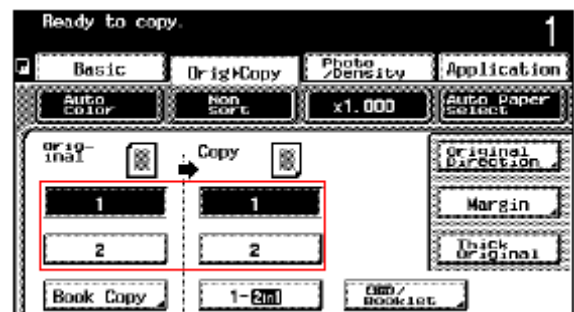 Ready to copy.
1
Basic
Orig▸Copy
Photo
/Density
Application
Auto
Color
Non
Sort
x1.000
Auto Paper
Select
Orig-
inal
Copy
Original
Direction
1
1
Margin
2
2
Thick
Original
Book Copy
1-2in1
Booklet